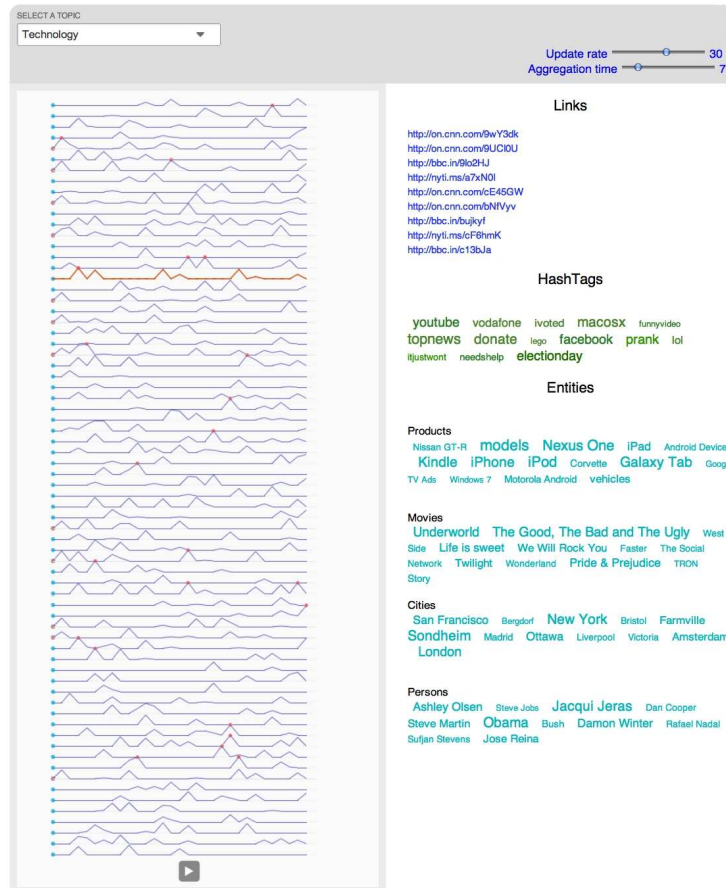 SELECT A TOPIC
Technology
Update rate 30
Aggregation time 7
Links
http://on.cnn.com/9wY3dk
http://on.cnn.com/9UCl0U
http://bbc.in/9lo2HJ
http://nyti.ms/a7xN0l
http://on.cnn.com/cE45GW
http://on.cnn.com/bNfVyv
http://bbc.in/bujkyf
http://nyti.ms/cF6hmK
http://bbc.in/c13bJa
HashTags
youtube vodafone ivoted macosx funnyvideo
topnews donate lego facebook prank lol
itjustwont needshelp electionday
Entities
Products
Nissan GT-R models Nexus One iPad Android Device
Kindle iPhone iPod Corvette Galaxy Tab Goog
TV Ads Windows 7 Motorola Android vehicles
Movies
Underworld The Good, The Bad and The Ugly West
Side Life is sweet We Will Rock You Faster The Social
Network Twilight Wonderland Pride & Prejudice TRON
Story
Cities
San Francisco Bergdorf New York Bristol Farmville
Sondheim Madrid Ottawa Liverpool Victoria Amsterdam
London
Persons
Ashley Olsen Steve Jobs Jacqui Jeras Dan Cooper
Steve Martin Obama Bush Damon Winter Rafael Nadal
Sufjan Stevens Jose Reina